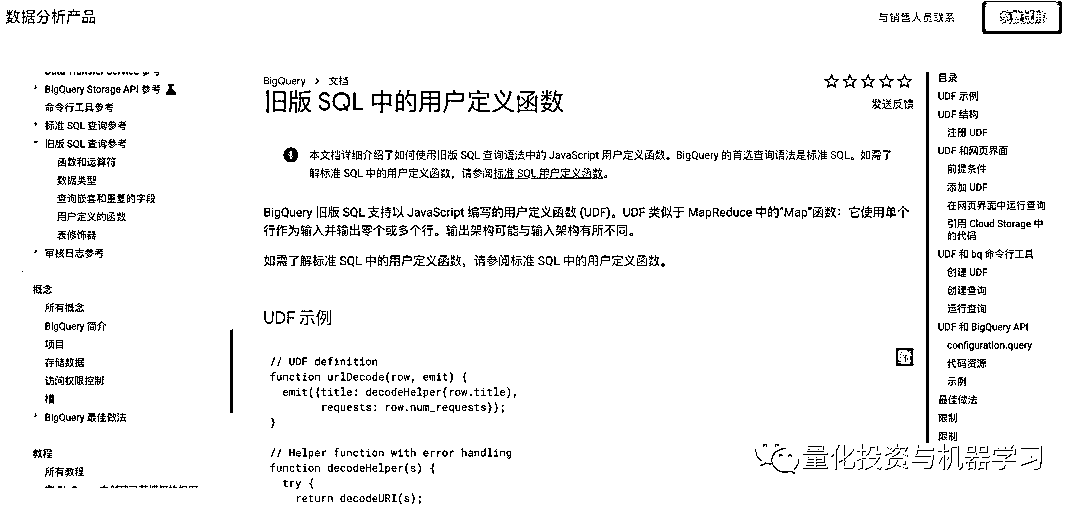 数据分析产品
与销售人员联系
免费试用
BigQuery Storage API 参考
命令行工具参考
标准 SQL 查询参考
旧版 SQL 查询参考
函数和运算符
数据类型
查询嵌套和重复的字段
用户定义的函数
表修饰器
审核日志参考
概念
所有概念
BigQuery 简介
项目
存储数据
访问权限控制
槽
BigQuery 最佳做法
教程
所有教程
BigQuery > 文档
旧版 SQL 中的用户定义函数
发送反馈
本文档详细介绍了如何使用旧版 SQL 查询语法中的 JavaScript 用户定义函数。BigQuery 的首选查询语法是标准 SQL。如需了
解标准 SQL 中的用户定义函数，请参阅标准 SQL 用户定义函数。
BigQuery 旧版 SQL 支持以 JavaScript 编写的用户定义函数 (UDF)。UDF 类似于 MapReduce 中的“Map”函数：它使用单个
行作为输入并输出零个或多个行。输出架构可能与输入架构有所不同。
如需了解标准 SQL 中的用户定义函数，请参阅标准 SQL 中的用户定义函数。
UDF 示例
// UDF definition
function urlDecode(row, emit) {
emit({title: decodeHelper(row.title),
requests: row.num_requests});
}
// Helper function with error handling
function decodeHelper(s) {
try {
return decodeURI(s);
目录
UDF 示例
UDF 结构
注册 UDF
UDF 和网页界面
前提条件
添加 UDF
在网页界面中运行查询
引用 Cloud Storage 中
的代码
UDF 和 bq 命令行工具
创建 UDF
创建查询
运行查询
UDF 和 BigQuery API
configuration.query
代码资源
示例
最佳做法
限制
限制
量化投资与机器学习